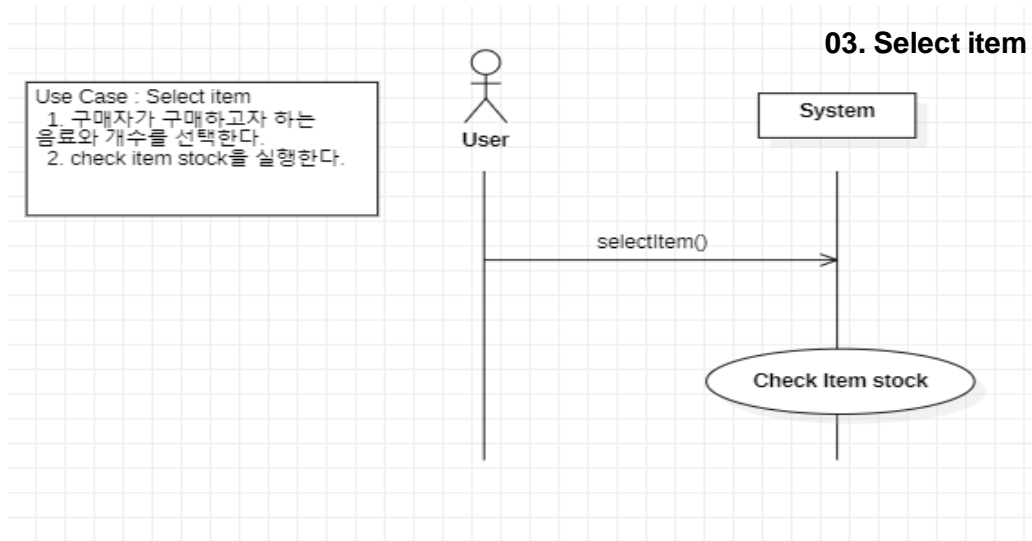 03. Select item
Use Case : Select item
1. 구매자가 구매하고자 하는
음료와 개수를 선택한다.
2. check item stock을 실행한다.
User
System
selectItem()
Check Item stock